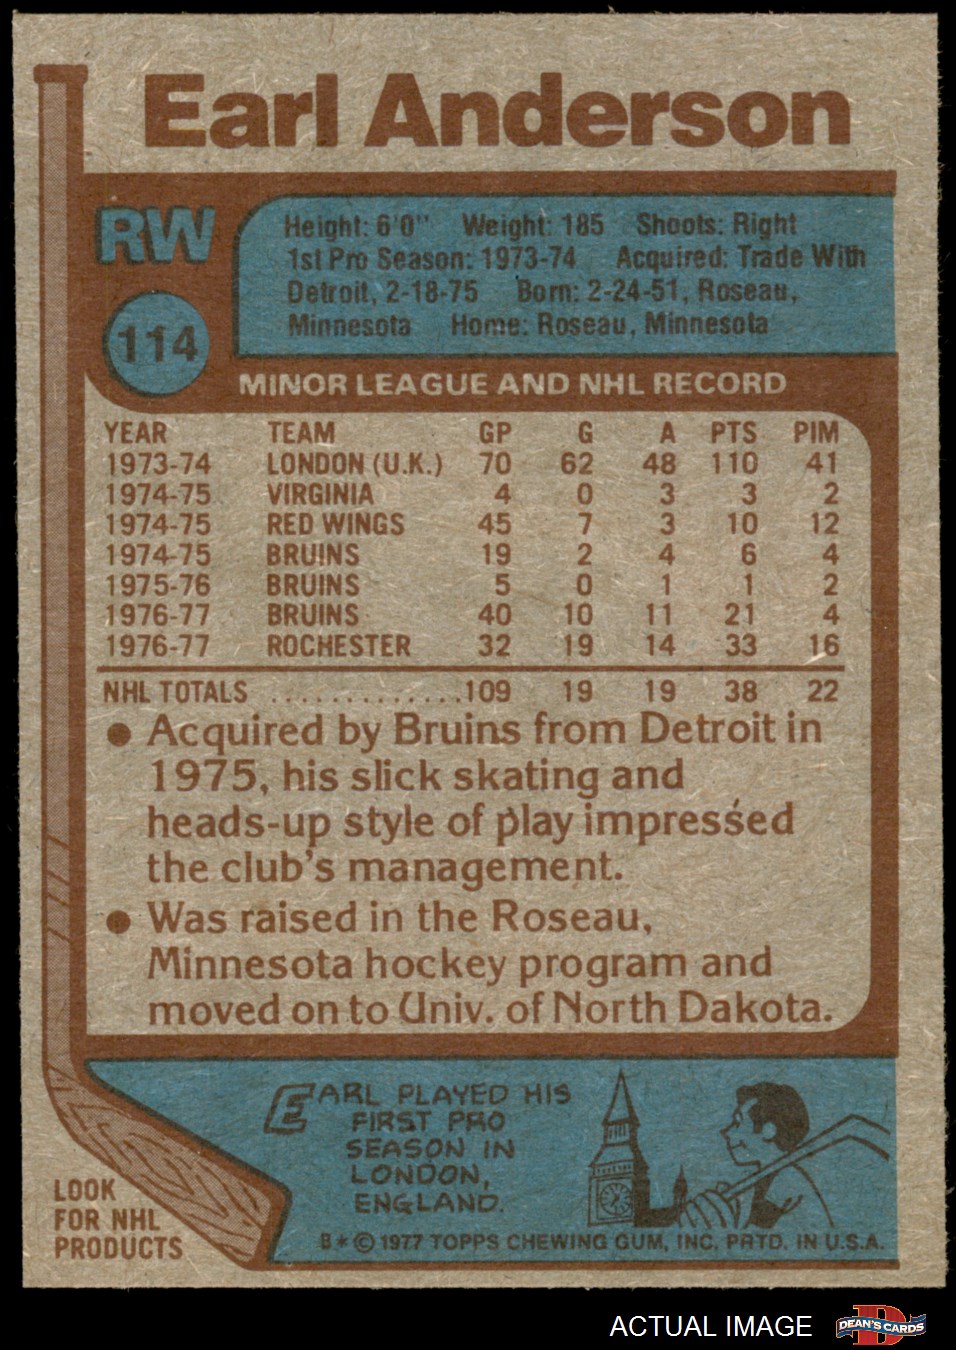 Earl Anderson
RW
114
Height: 6'0" Weight: 185 Shoots: Right
1st Pro Season: 1973-74 Acquired: Trade With
Detroit, 2-18-75 Born: 2-24-51, Roseau,
Minnesota Home: Roseau, Minnesota
MINOR LEAGUE AND NHL RECORD
YEAR TEAM GP G A PTS PIM
1973-74 LONDON (U.K.) 70 62 48 110 41
1974-75 VIRGINIA 4 0 3 3 2
1974-75 RED WINGS 45 7 3 10 12
1974-75 BRUINS 19 2 4 6 4
1975-76 BRUINS 5 0 1 1 2
1976-77 BRUINS 40 10 11 21 4
1976-77 ROCHESTER 32 19 14 33 16
NHL TOTALS ..............109 19 19 38 22
● Acquired by Bruins from Detroit in
1975, his slick skating and
heads-up style of play impressed
the club's management.
● Was raised in the Roseau,
Minnesota hockey program and
moved on to Univ. of North Dakota.
EARL PLAYED HIS
FIRST PRO
SEASON IN
LONDON,
ENGLAND.
LOOK
FOR NHL
PRODUCTS
B*© 1977 TOPPS CHEWING GUM, INC. PRTD. IN U.S.A.
ACTUAL IMAGE
D
DEAN'S CARDS